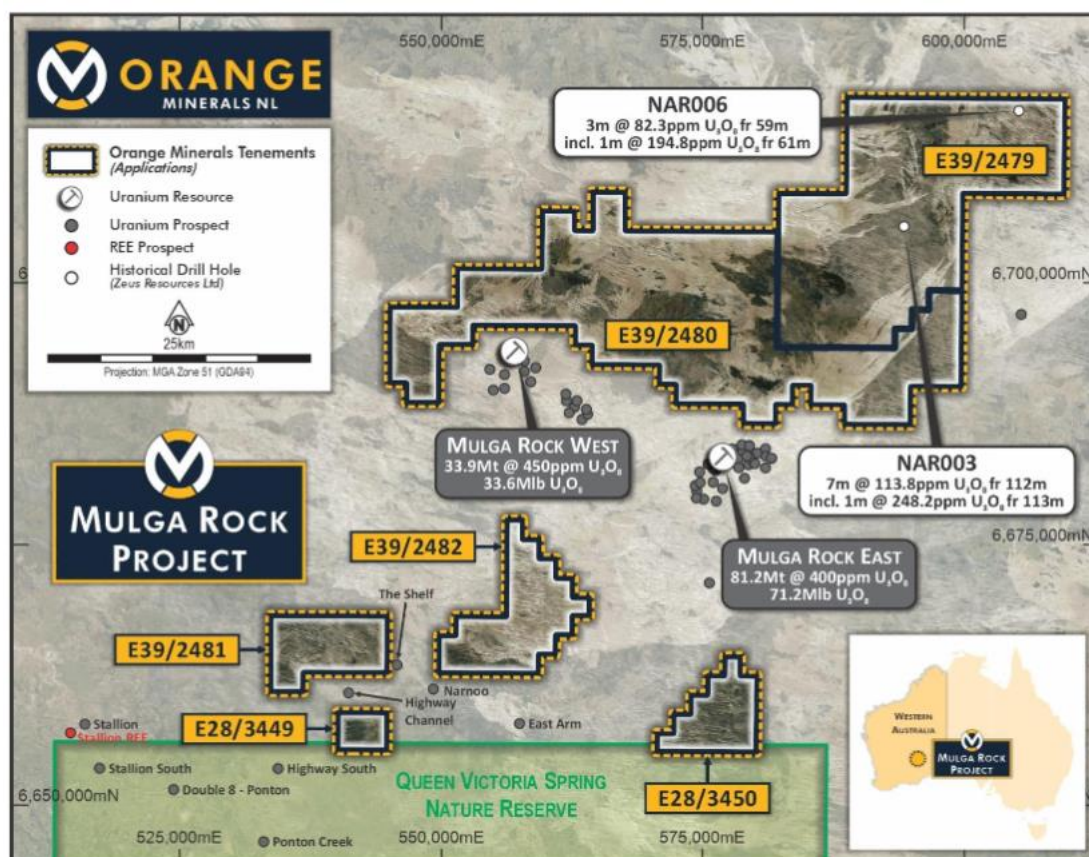 550,000mE
575,000mE
600,000mE
ORANGE
MINERALS NL
Orange Minerals Tenements
(Applications)
Uranium Resource
Uranium Prospect
REE Prospect
Historical Drill Hole
(Zeus Resources Ltd)
N
25km
Projection: MGA Zone 51 (GDA94)
NAR006
3m @ 82.3ppm U₃O₈ fr 59m
incl. 1m @ 194.8ppm U₃O₈ fr 61m
E39/2479
6,700,000mN
E39/2480
MULGA ROCK WEST
33.9Mt @ 450ppm U₃O₈
33.6Mlb U₃O₈
NAR003
7m @ 113.8ppm U₃O₈ fr 112m
incl. 1m @ 248.2ppm U₃O₈ fr 113m
MULGA ROCK
PROJECT
E39/2482
6,675,000mN
MULGA ROCK EAST
81.2Mt @ 400ppm U₃O₈
71.2Mlb U₃O₈
The Shelf
E39/2481
Narnoo
Highway
Channel
Stallion
Stallion REE
E28/3449
East Arm
Stallion South
Highway South
Double 8 - Ponton
QUEEN VICTORIA SPRING
NATURE RESERVE
E28/3450
6,650,000mN
525,000mE
550,000mE
575,000mE
Ponton Creek
WESTERN
AUSTRALIA
MULGA ROCK
PROJECT